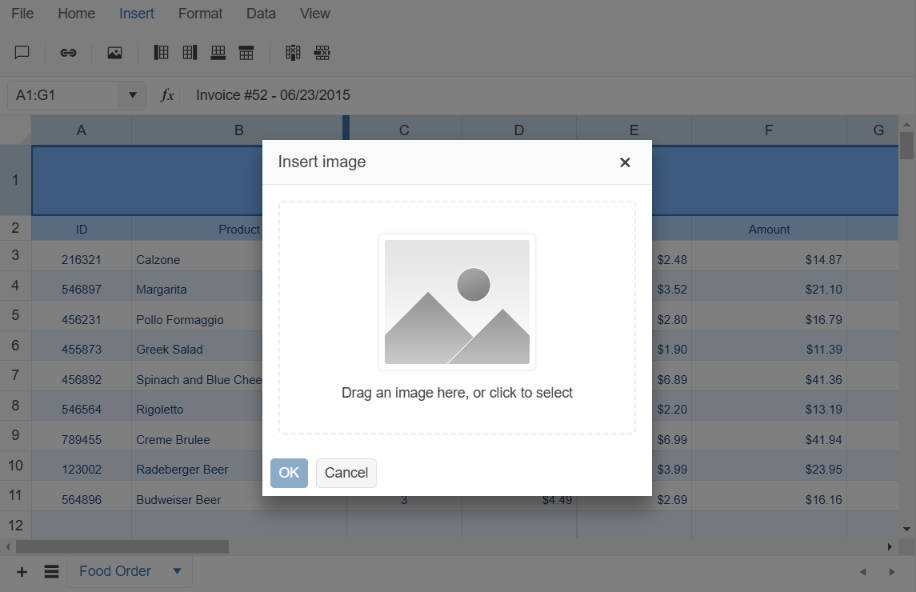 File Home Insert Format Data View
A1:G1 fx Invoice #52 - 06/23/2015
A B C D E F G
Insert image ×
1
2 ID Product Amount
3 216321 Calzone $2.48 $14.87
4 546897 Margarita $3.52 $21.10
5 456231 Pollo Formaggio $2.80 $16.79
6 455873 Greek Salad $1.90 $11.39
7 456892 Spinach and Blue Chee $6.89 $41.36
Drag an image here, or click to select
8 546564 Rigoletto $2.20 $13.19
9 789455 Creme Brulee $6.99 $41.94
10 123002 Radeberger Beer $3.99 $23.95
OK Cancel
11 564896 Budweiser Beer 3 $4.49 $2.69 $16.16
12
Food Order